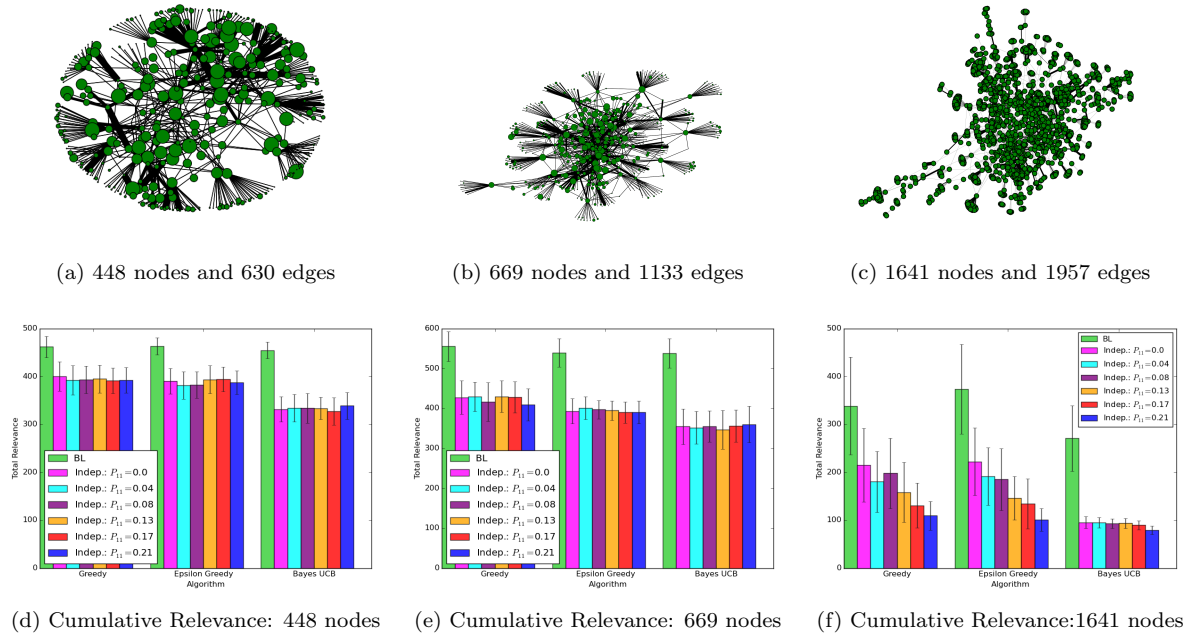 (a) 448 nodes and 630 edges
(b) 669 nodes and 1133 edges
(c) 1641 nodes and 1957 edges
500
400
300
200
100
0
Total Relevance
BL
Indep.: P₁₁=0.0
Indep.: P₁₁=0.04
Indep.: P₁₁=0.08
Indep.: P₁₁=0.13
Indep.: P₁₁=0.17
Indep.: P₁₁=0.21
Greedy
Epsilon Greedy
Bayes UCB
Algorithm
600
500
400
300
200
100
0
Total Relevance
BL
Indep.: P₁₁=0.0
Indep.: P₁₁=0.04
Indep.: P₁₁=0.08
Indep.: P₁₁=0.13
Indep.: P₁₁=0.17
Indep.: P₁₁=0.21
Greedy
Epsilon Greedy
Bayes UCB
Algorithm
500
400
300
200
100
0
Total Relevance
BL
Indep.: P₁₁=0.0
Indep.: P₁₁=0.04
Indep.: P₁₁=0.08
Indep.: P₁₁=0.13
Indep.: P₁₁=0.17
Indep.: P₁₁=0.21
Greedy
Epsilon Greedy
Bayes UCB
Algorithm
(d) Cumulative Relevance: 448 nodes
(e) Cumulative Relevance: 669 nodes
(f) Cumulative Relevance:1641 nodes